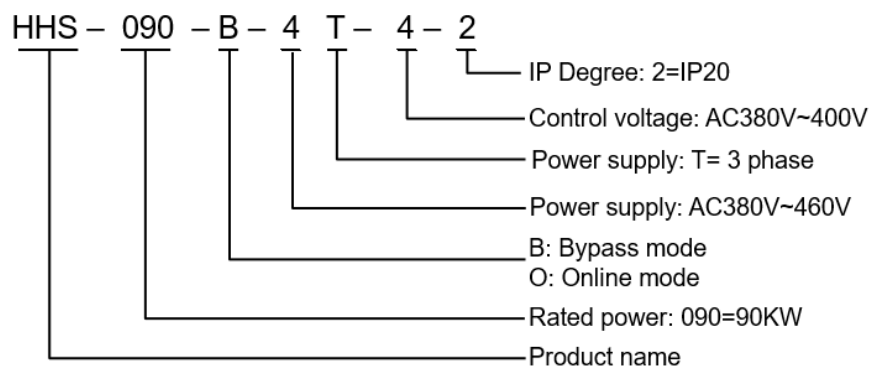 HHS – 090 – B – 4 T – 4 – 2
IP Degree: 2=IP20
Control voltage: AC380V~400V
Power supply: T= 3 phase
Power supply: AC380V~460V
B: Bypass mode
O: Online mode
Rated power: 090=90KW
Product name